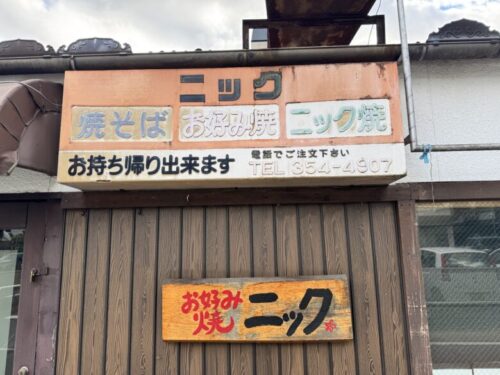 ニック
焼そば お好み焼 ニック焼
お持ち帰り出来ます
電話でご注文下さい
TEL 354-4907
お好み
焼 ニック